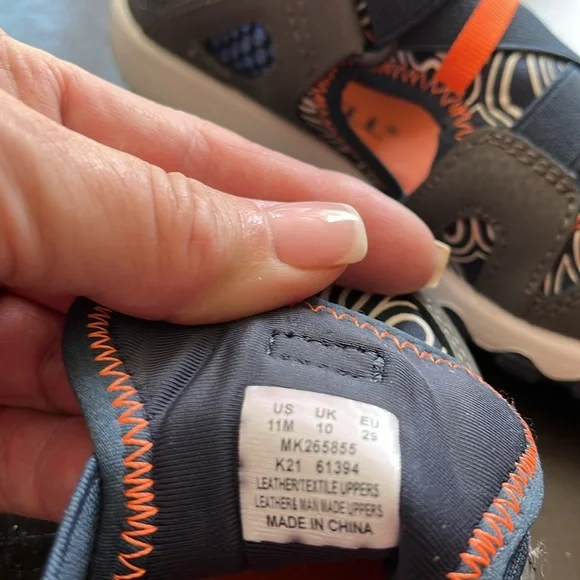 US UK EU
11M 10 29
MK265855
K21 61394
LEATHER/TEXTILE UPPERS
LEATHER& MAN MADE UPPERS
MADE IN CHINA